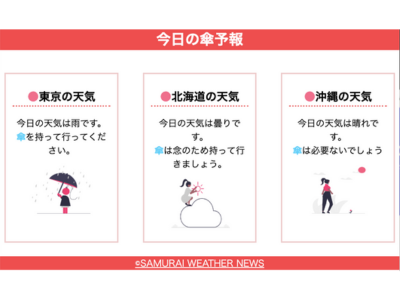 今日の傘予報
●東京の天気
今日の天気は雨です。
傘を持って行ってくだ
さい。
●北海道の天気
今日の天気は曇りで
す。
傘は念のため持って行
きましょう。
●沖縄の天気
今日の天気は晴れで
す。
傘は必要ないでしょう
©SAMURAI WEATHER NEWS